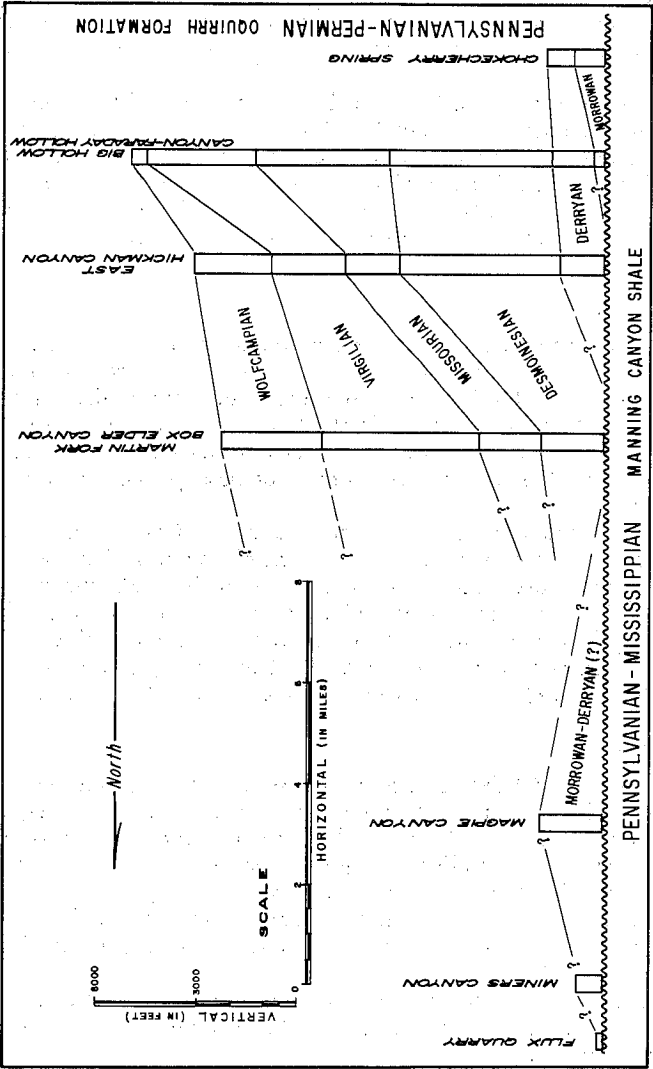 PENNSYLVANIAN-PERMIAN OQUIRRH FORMATION
CHOKECHERRY SPRING
BIG HOLLOW
CANYON-FARADAY HOLLOW
EAST
HICKMAN CANYON
MARTIN FORK
BOX ELDER CANYON
MAGPIE CANYON
MINERS CANYON
FLUX QUARRY
MORROWAN
?
DERRYAN
?
WOLFCAMPIAN
VIRGILIAN
MISSOURIAN
DESMOINESIAN
?
?
?
?
?
MORROWAN-DERRYAN (?)
?
?
?
North
SCALE
HORIZONTAL (IN MILES)
2
4
6
8
VERTICAL (IN FEET)
6000
3000
0
PENNSYLVANIAN-MISSISSIPPIAN MANNING CANYON SHALE